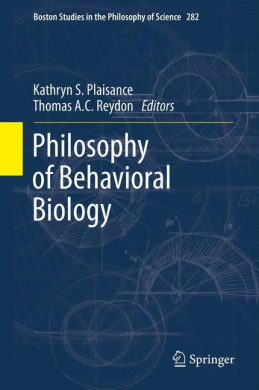 Boston Studies in the Philosophy of Science 282
Kathryn S. Plaisance
Thomas A.C. Reydon Editors
Philosophy
of Behavioral
Biology
Springer